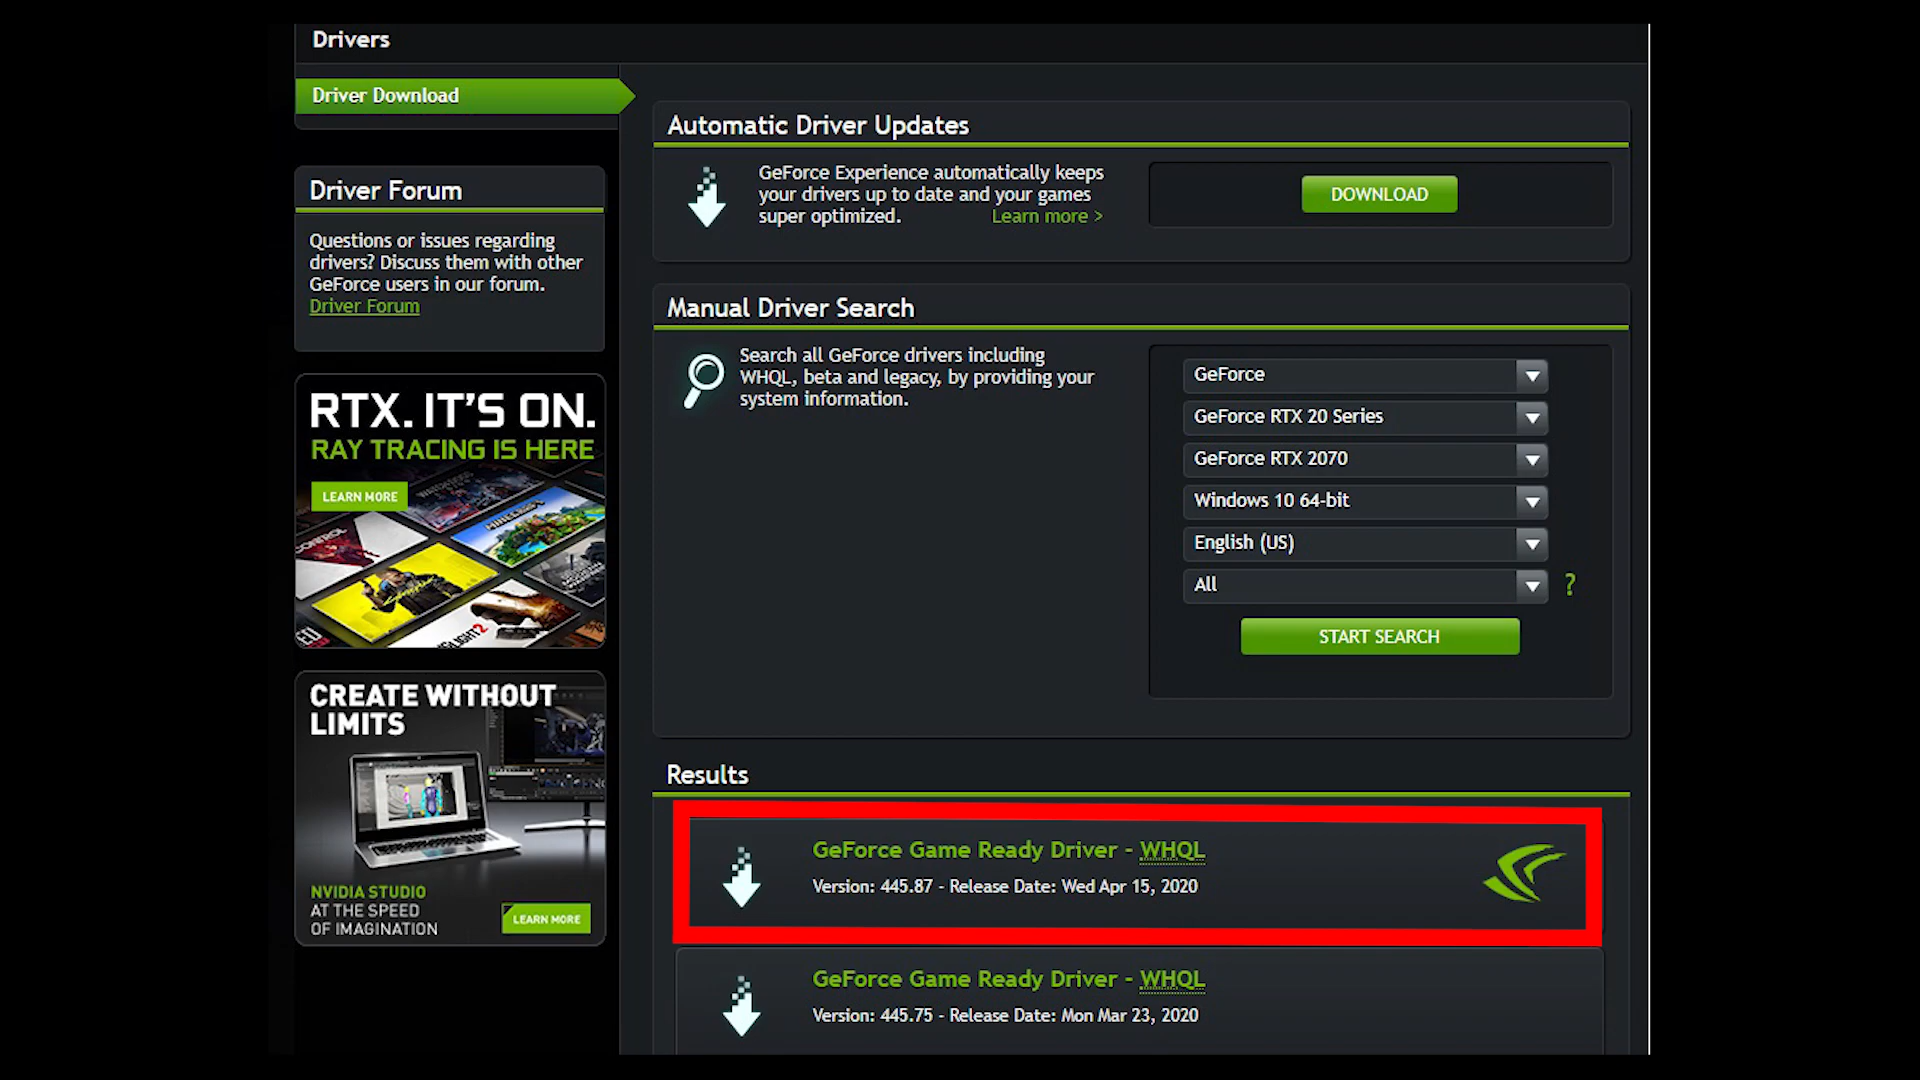 Drivers
Driver Download
Driver Forum
Questions or issues regarding
drivers? Discuss them with other
GeForce users in our forum.
Driver Forum
RTX. IT'S ON.
RAY TRACING IS HERE
LEARN MORE
CONTROL
MINECRAFT
CREATE WITHOUT
LIMITS
NVIDIA STUDIO
AT THE SPEED
OF IMAGINATION
LEARN MORE
Automatic Driver Updates
GeForce Experience automatically keeps
your drivers up to date and your games
super optimized. Learn more >
DOWNLOAD
Manual Driver Search
Search all GeForce drivers including
WHQL, beta and legacy, by providing your
system information.
GeForce
GeForce RTX 20 Series
GeForce RTX 2070
Windows 10 64-bit
English (US)
All
?
START SEARCH
Results
GeForce Game Ready Driver - WHQL
Version: 445.87 - Release Date: Wed Apr 15, 2020
GeForce Game Ready Driver - WHQL
Version: 445.75 - Release Date: Mon Mar 23, 2020